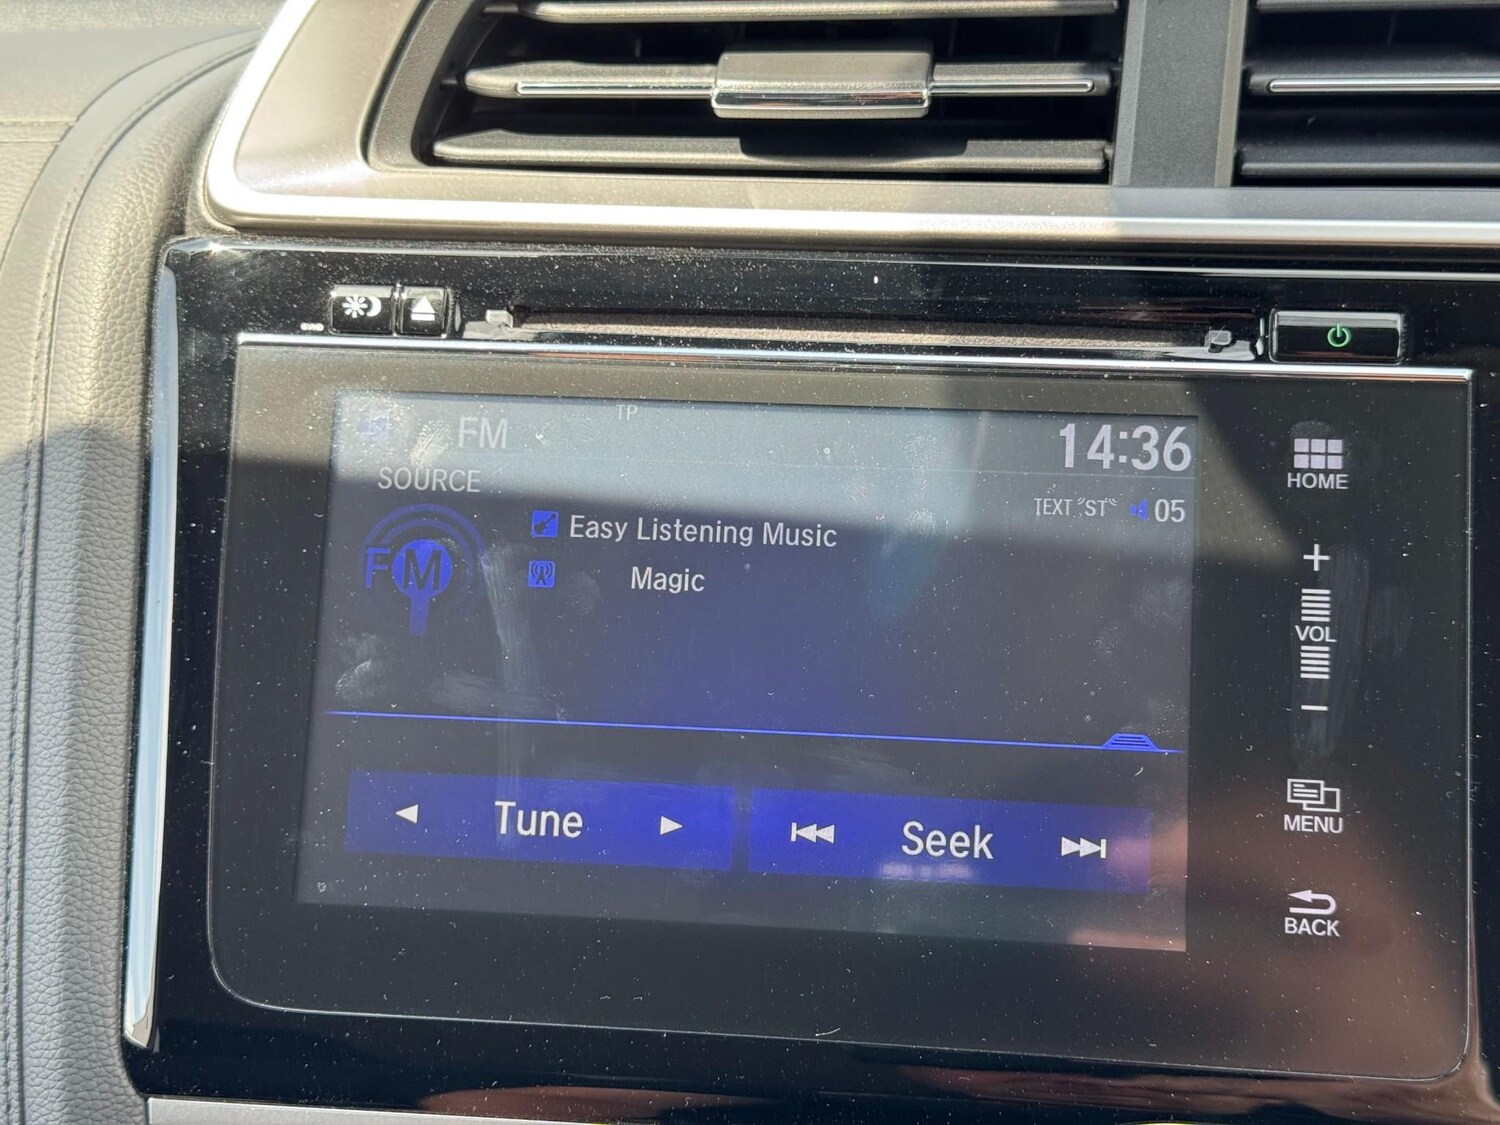 FM
TP
14:36
SOURCE
TEXT ST 05
FM
Easy Listening Music
Magic
Tune
Seek
HOME
+
VOL
−
MENU
BACK